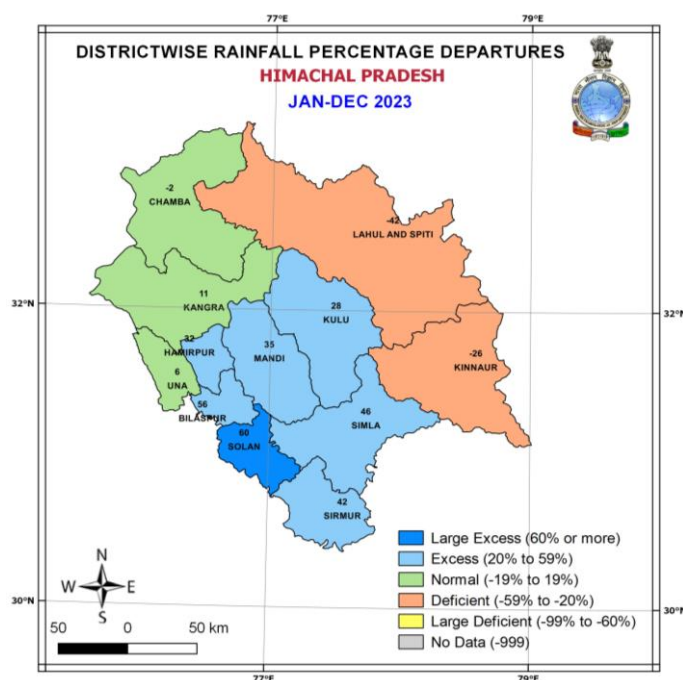 77°E
79°E
DISTRICTWISE RAINFALL PERCENTAGE DEPARTURES
HIMACHAL PRADESH
JAN-DEC 2023
-2
CHAMBA
-42
LAHUL AND SPITI
32°N
32°N
11
KANGRA
28
KULU
32
HAMIRPUR
35
MANDI
-26
KINNAUR
6
UNA
56
BILASPUR
46
SIMLA
60
SOLAN
42
SIRMUR
Large Excess (60% or more)
Excess (20% to 59%)
Normal (-19% to 19%)
Deficient (-59% to -20%)
Large Deficient (-99% to -60%)
No Data (-999)
N
W E
S
30°N
30°N
50 0 50 km
77°E
79°E